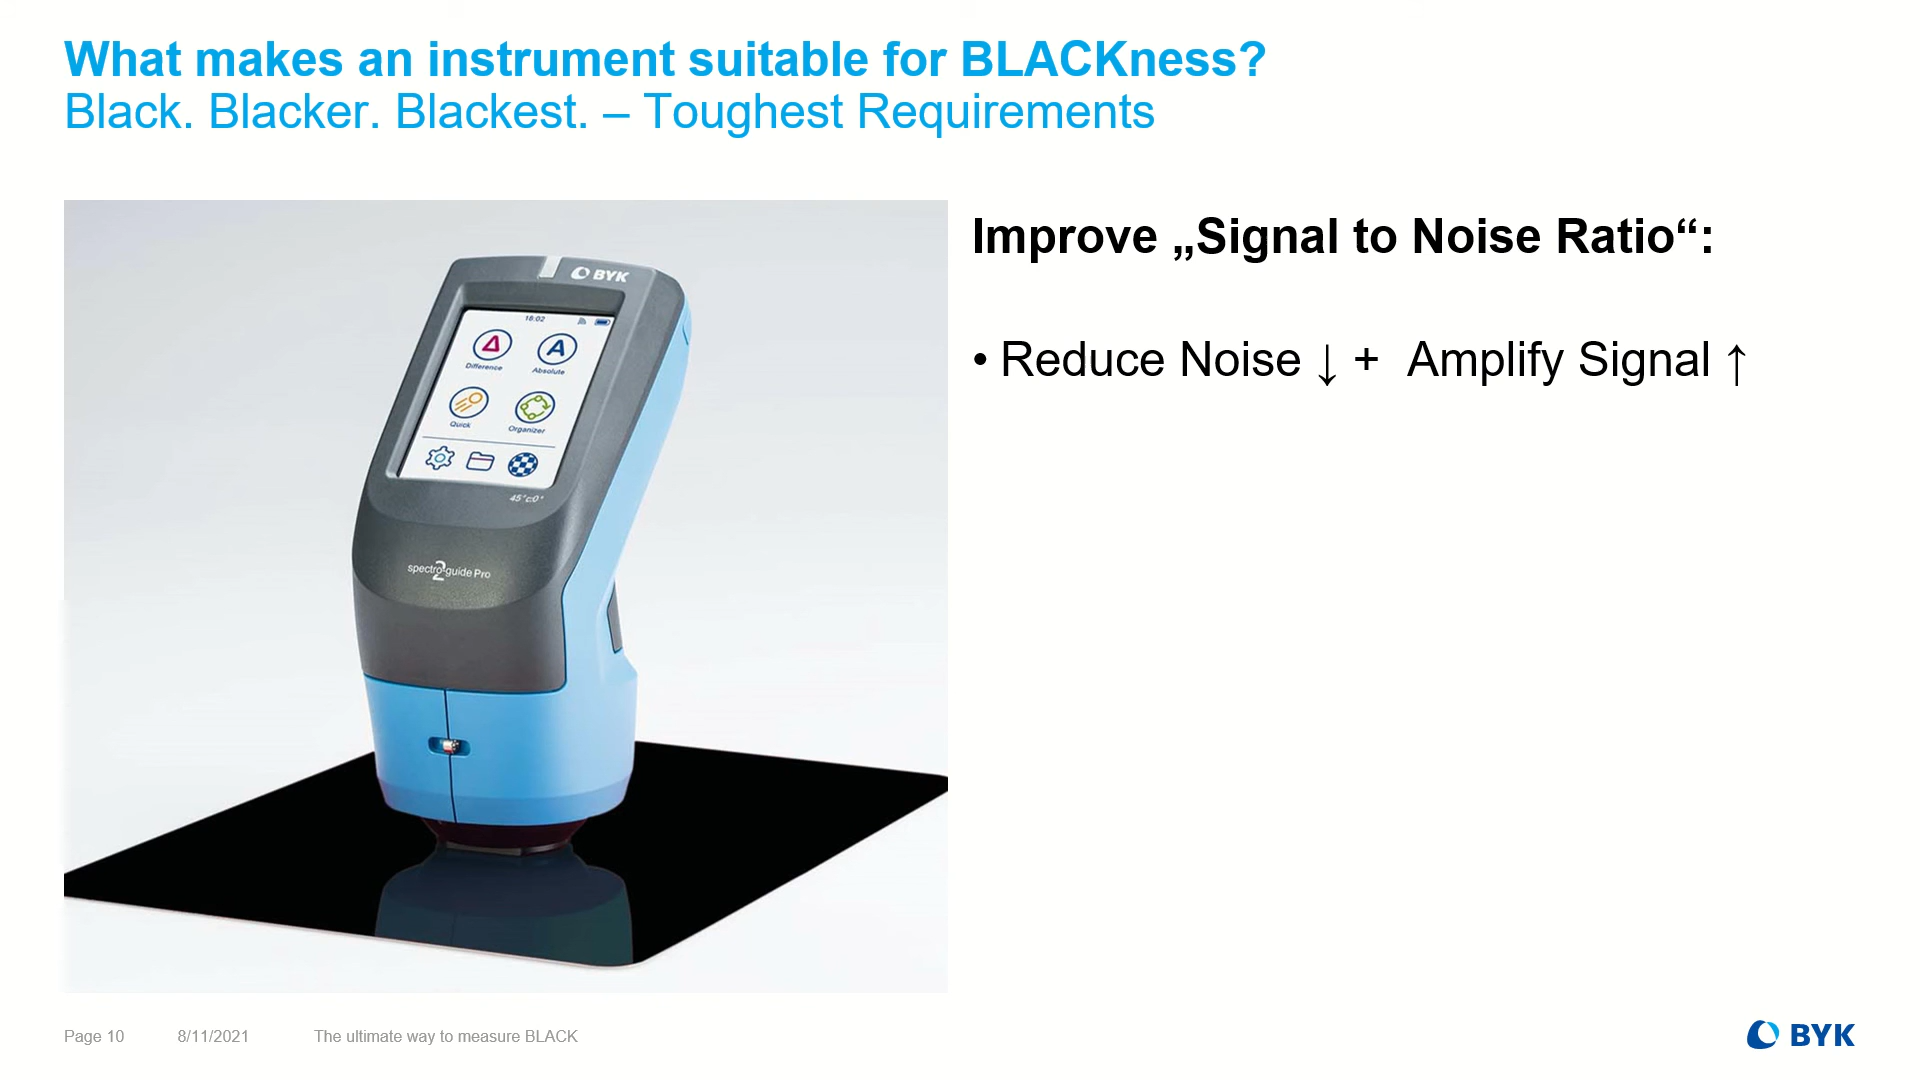 What makes an instrument suitable for BLACKness?
Black. Blacker. Blackest. – Toughest Requirements
BYK
18:02
Difference
Absolute
Quick
Organizer
45°c:0°
spectro2guide Pro
Improve „Signal to Noise Ratio“:
• Reduce Noise ↓ + Amplify Signal ↑
Page 10
8/11/2021
The ultimate way to measure BLACK
BYK